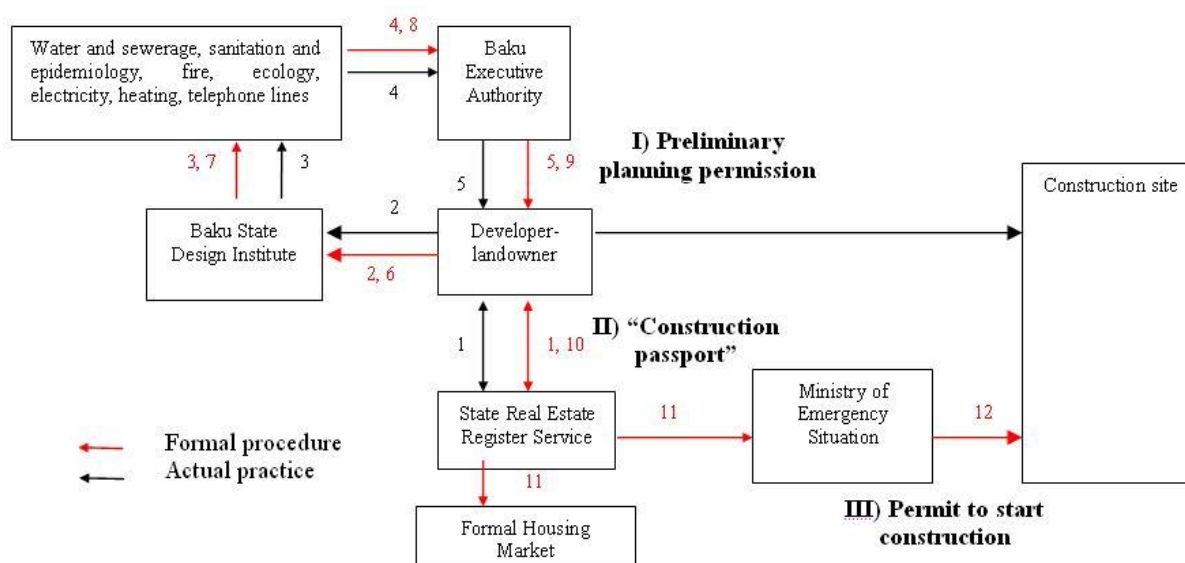 Water and sewerage, sanitation and
epidemiology, fire, ecology,
electricity, heating, telephone lines
4, 8
4
Baku
Executive
Authority
3, 7
3
5
5, 9
I) Preliminary
planning permission
Construction site
Baku State
Design Institute
2
2, 6
Developer-
landowner
1
1, 10
II) “Construction
passport”
State Real Estate
Register Service
11
Ministry of
Emergency
Situation
12
Formal procedure
Actual practice
11
Formal Housing
Market
III) Permit to start
construction